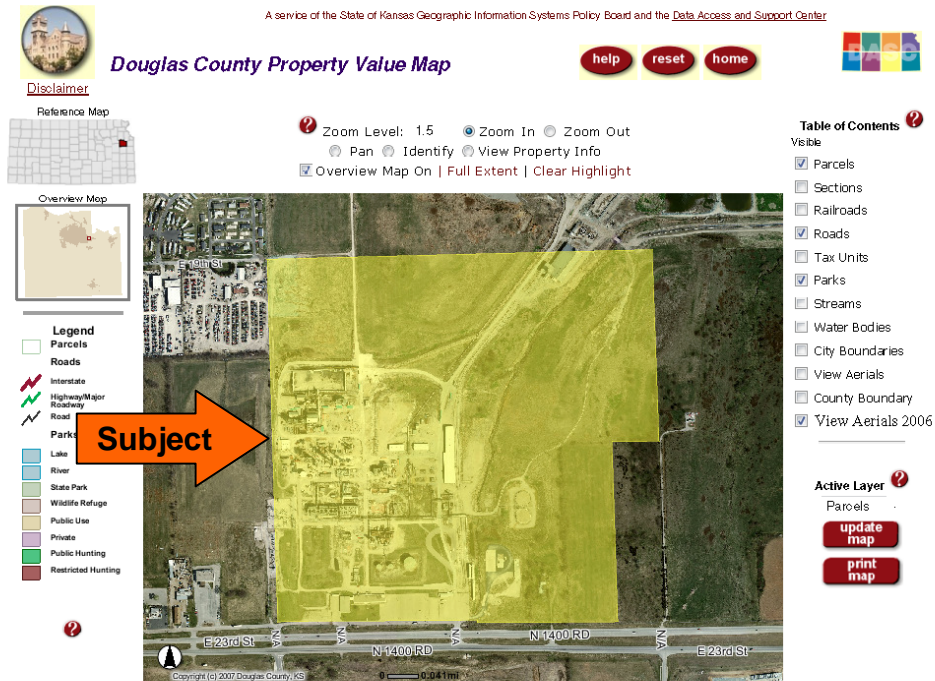 A service of the State of Kansas Geographic Information Systems Policy Board and the Data Access and Support Center
Douglas County Property Value Map
help
reset
home
DASC
Disclaimer
Reference Map
? Zoom Level: 1.5 Zoom In Zoom Out
Pan Identify View Property Info
Overview Map On | Full Extent | Clear Highlight
Overview Map
Legend
Parcels
Roads
Interstate
Highway/Major
Roadway
Road
Parks
Lake
River
State Park
Wildlife Refuge
Public Use
Private
Public Hunting
Restricted Hunting
?
Subject
E 19th St
N/A
N/A
N/A
N/A
E 23rd St
N 1400 RD
N 1400 RD
E 23rd St
Copyright (c) 2007 Douglas County, KS
0 0.041mi
Table of Contents ?
Visible
Parcels
Sections
Railroads
Roads
Tax Units
Parks
Streams
Water Bodies
City Boundaries
View Aerials
County Boundary
View Aerials 2006
Active Layer ?
Parcels
update
map
print
map